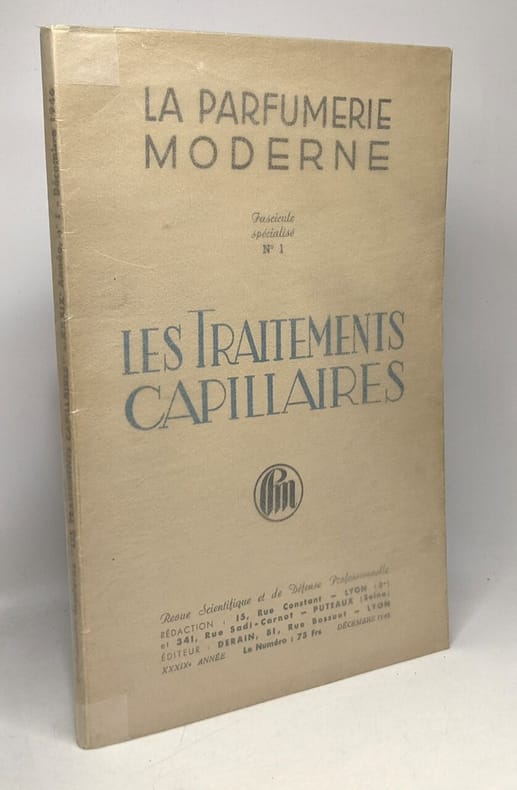 LA PARFUMERIE
MODERNE
Fascicule
spécialisé
N° 1
LES TRAITEMENTS
CAPILLAIRES
Pm
Revue Scientifique et de Défense Professionnelle
RÉDACTION : 15, Rue Constant - LYON (3e)
et 341, Rue Sadi-Carnot - PUTEAUX (Seine)
ÉDITEUR : DERAIN, 81, Rue Bossuet - LYON
XXXIXe ANNÉE Le Numéro : 75 Frs DÉCEMBRE 1946